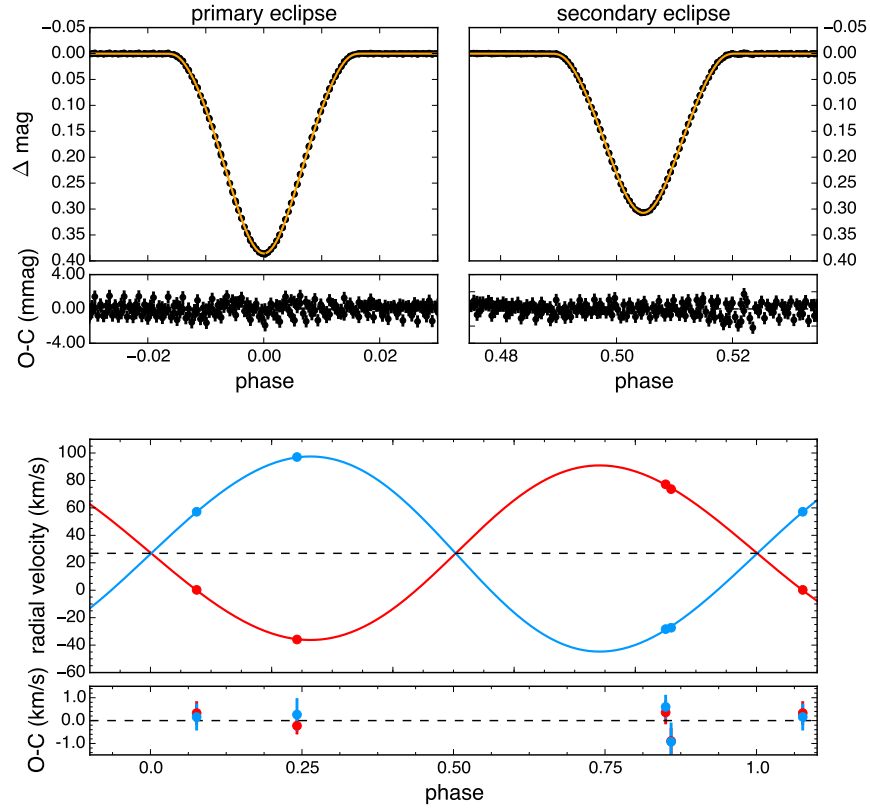 primary eclipse
secondary eclipse
−0.05
0.00
0.05
0.10
0.15
0.20
0.25
0.30
0.35
0.40
Δ mag
−0.05
0.00
0.05
0.10
0.15
0.20
0.25
0.30
0.35
0.40
4.00
0.00
−4.00
O-C (mmag)
−0.02 0.00 0.02
0.48 0.50 0.52
phase
phase
100
80
60
40
20
0
−20
−40
−60
radial velocity (km/s)
1.0
0.0
−1.0
O-C (km/s)
0.0 0.25 0.50 0.75 1.0
phase